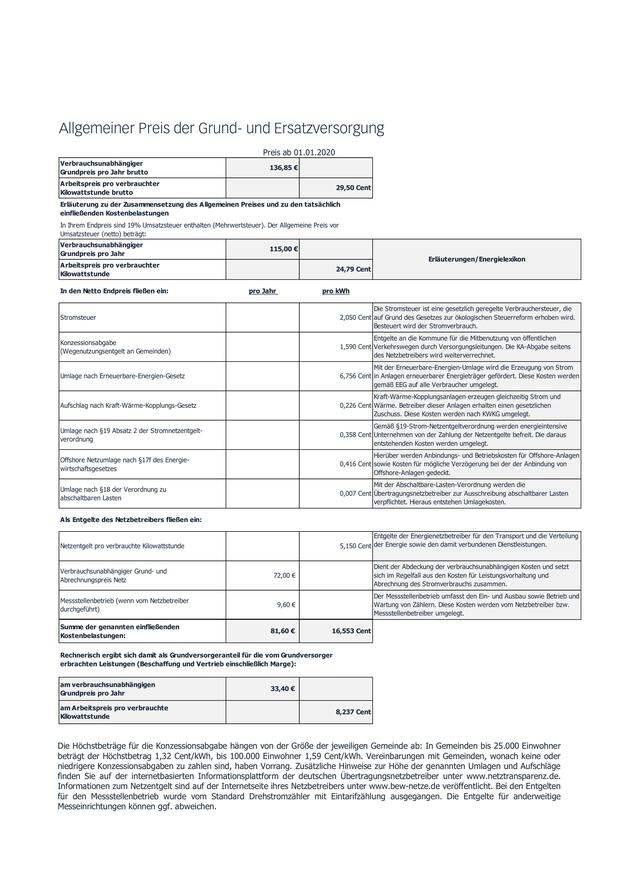 Allgemeiner Preis der Grund- und Ersatzversorgung
Preis ab 01.01.2020
Verbrauchsunabhängiger
Grundpreis pro Jahr brutto
136,85 €
Arbeitspreis pro verbrauchter
Kilowattstunde brutto
29,50 Cent
Erläuterung zu der Zusammensetzung des Allgemeinen Preises und zu den tatsächlich
einfließenden Kostenbelastungen
In Ihrem Endpreis sind 19% Umsatzsteuer enthalten (Mehrwertsteuer). Der Allgemeine Preis vor
Umsatzsteuer (netto) beträgt:
Verbrauchsunabhängiger
Grundpreis pro Jahr
115,00 €
Arbeitspreis pro verbrauchter
Kilowattstunde
24,79 Cent
Erläuterungen/Energielexikon
In den Netto Endpreis fließen ein:
pro Jahr
pro kWh
Stromsteuer
2,050 Cent
Die Stromsteuer ist eine gesetzlich geregelte Verbrauchersteuer, die
auf Grund des Gesetzes zur ökologischen Steuerreform erhoben wird.
Besteuert wird der Stromverbrauch.
Konzessionsabgabe
(Wegenutzungsentgelt an Gemeinden)
1,590 Cent
Entgelte an die Kommune für die Mitbenutzung von öffentlichen
Verkehrswegen durch Versorgungsleitungen. Die KA-Abgabe seitens
des Netzbetreibers wird weiterverrechnet.
Umlage nach Erneuerbare-Energien-Gesetz
6,756 Cent
Mit der Erneuerbare-Energien-Umlage wird die Erzeugung von Strom
in Anlagen erneuerbarer Energieträger gefördert. Diese Kosten werden
gemäß EEG auf alle Verbraucher umgelegt.
Aufschlag nach Kraft-Wärme-Kopplungs-Gesetz
0,226 Cent
Kraft-Wärme-Kopplungsanlagen erzeugen gleichzeitig Strom und
Wärme. Betreiber dieser Anlagen erhalten einen gesetzlichen
Zuschuss. Diese Kosten werden nach KWKG umgelegt.
Umlage nach §19 Absatz 2 der Stromnetzentgelt-
verordnung
0,358 Cent
Gemäß §19-Strom-Netzentgeltverordnung werden energieintensive
Unternehmen von der Zahlung der Netzentgelte befreit. Die daraus
entstehenden Kosten werden umgelegt.
Offshore Netzumlage nach §17f des Energie-
wirtschaftsgesetzes
0,416 Cent
Hierüber werden Anbindungs- und Betriebskosten für Offshore-Anlagen
sowie Kosten für mögliche Verzögerung bei der der Anbindung von
Offshore-Anlagen gedeckt.
Umlage nach §18 der Verordnung zu
abschaltbaren Lasten
0,007 Cent
Mit der Abschaltbare-Lasten-Verordnung werden die
Übertragungsnetzbetreiber zur Ausschreibung abschaltbarer Lasten
verpflichtet. Hieraus entstehen Umlagekosten.
Als Entgelte des Netzbetreibers fließen ein:
Netzentgelt pro verbrauchte Kilowattstunde
5,150 Cent
Entgelte der Energienetzbetreiber für den Transport und die Verteilung
der Energie sowie den damit verbundenen Dienstleistungen.
Verbrauchsunabhängiger Grund- und
Abrechnungspreis Netz
72,00 €
Dient der Abdeckung der verbrauchsunabhängigen Kosten und setzt
sich im Regelfall aus den Kosten für Leistungsvorhaltung und
Abrechnung des Stromverbrauchs zusammen.
Messstellenbetrieb (wenn vom Netzbetreiber
durchgeführt)
9,60 €
Der Messstellenbetrieb umfasst den Ein- und Ausbau sowie Betrieb und
Wartung von Zählern. Diese Kosten werden vom Netzbetreiber bzw.
Messstellenbetreiber umgelegt.
Summe der genannten einfließenden
Kostenbelastungen:
81,60 €
16,553 Cent
Rechnerisch ergibt sich damit als Grundversorgeranteil für die vom Grundversorger
erbrachten Leistungen (Beschaffung und Vertrieb einschließlich Marge):
am verbrauchsunabhängigen
Grundpreis pro Jahr
33,40 €
am Arbeitspreis pro verbrauchte
Kilowattstunde
8,237 Cent
Die Höchstbeträge für die Konzessionsabgabe hängen von der Größe der jeweiligen Gemeinde ab: In Gemeinden bis 25.000 Einwohner
beträgt der Höchstbetrag 1,32 Cent/kWh, bis 100.000 Einwohner 1,59 Cent/kWh. Vereinbarungen mit Gemeinden, wonach keine oder
niedrigere Konzessionsabgaben zu zahlen sind, haben Vorrang. Zusätzliche Hinweise zur Höhe der genannten Umlagen und Aufschläge
finden Sie auf der internetbasierten Informationsplattform der deutschen Übertragungsnetzbetreiber unter www.netztransparenz.de.
Informationen zum Netzentgelt sind auf der Internetseite ihres Netzbetreibers unter www.bew-netze.de veröffentlicht. Bei den Entgelten
für den Messstellenbetrieb wurde vom Standard Drehstromzähler mit Eintarifzählung ausgegangen. Die Entgelte für anderweitige
Messeinrichtungen können ggf. abweichen.